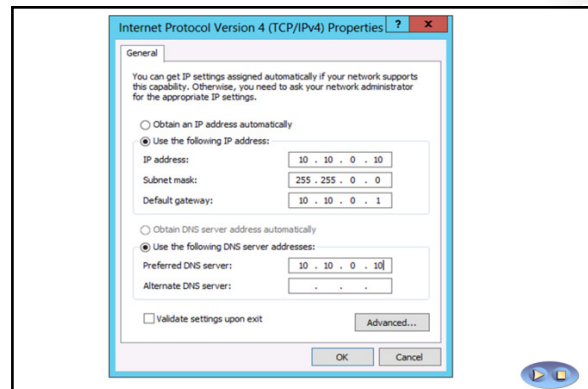 Internet Protocol Version 4 (TCP/IPv4) Properties ? x
General
You can get IP settings assigned automatically if your network supports
this capability. Otherwise, you need to ask your network administrator
for the appropriate IP settings.
Obtain an IP address automatically
Use the following IP address:
IP address: 10 . 10 . 0 . 10
Subnet mask: 255 . 255 . 0 . 0
Default gateway: 10 . 10 . 0 . 1
Obtain DNS server address automatically
Use the following DNS server addresses:
Preferred DNS server: 10 . 10 . 0 . 10
Alternate DNS server: . . .
Validate settings upon exit
Advanced...
OK Cancel